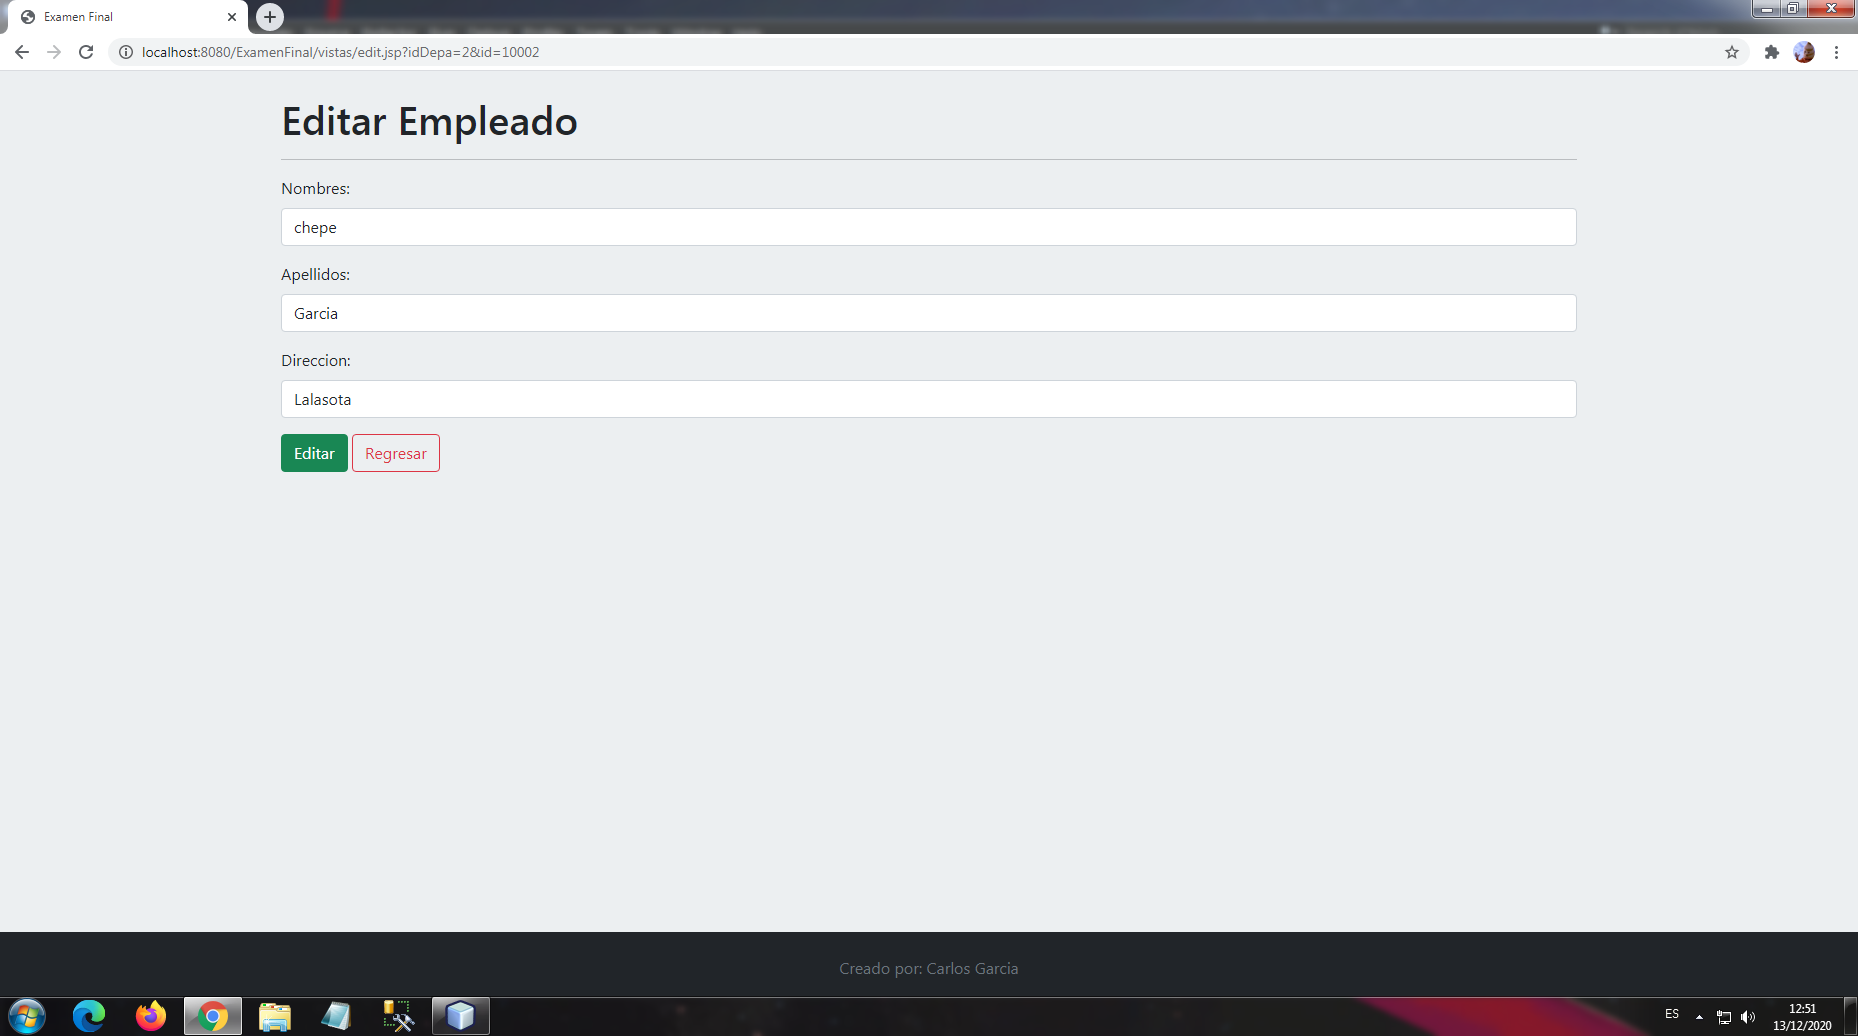 Examen Final
localhost:8080/ExamenFinal/vistas/edit.jsp?idDepa=2&id=10002
Editar Empleado
Nombres:
chepe
Apellidos:
Garcia
Direccion:
Lalasota
Editar Regresar
Creado por: Carlos Garcia
ES
12:51
13/12/2020